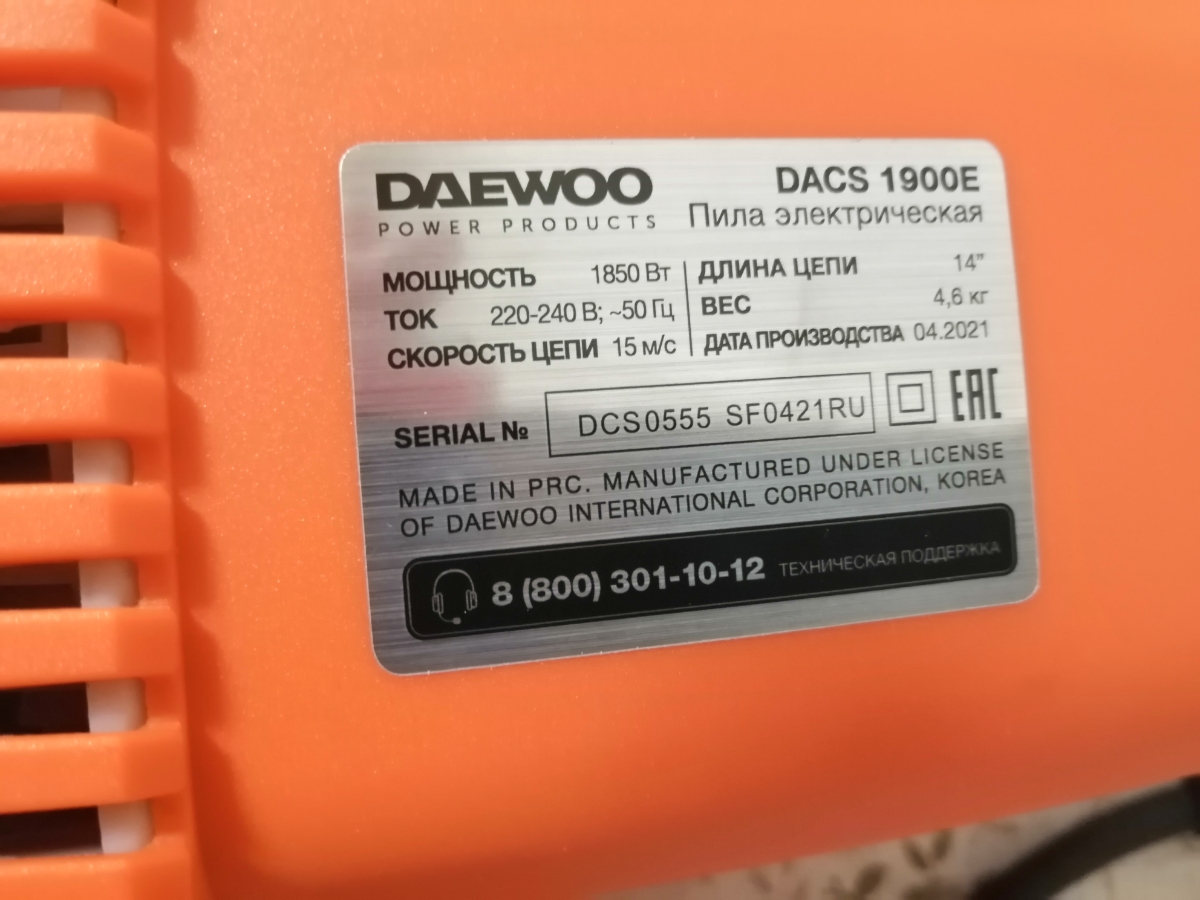 DAEWOO
POWER PRODUCTS
DACS 1900E
Пила электрическая
МОЩНОСТЬ 1850 Вт
ТОК 220-240 В; ~50 Гц
СКОРОСТЬ ЦЕПИ 15 м/с
ДЛИНА ЦЕПИ 14”
ВЕС 4,6 кг
ДАТА ПРОИЗВОДСТВА 04.2021
SERIAL № DCS0555 SF0421RU EAC
MADE IN PRC. MANUFACTURED UNDER LICENSE
OF DAEWOO INTERNATIONAL CORPORATION, KOREA
8 (800) 301-10-12 ТЕХНИЧЕСКАЯ ПОДДЕРЖКА